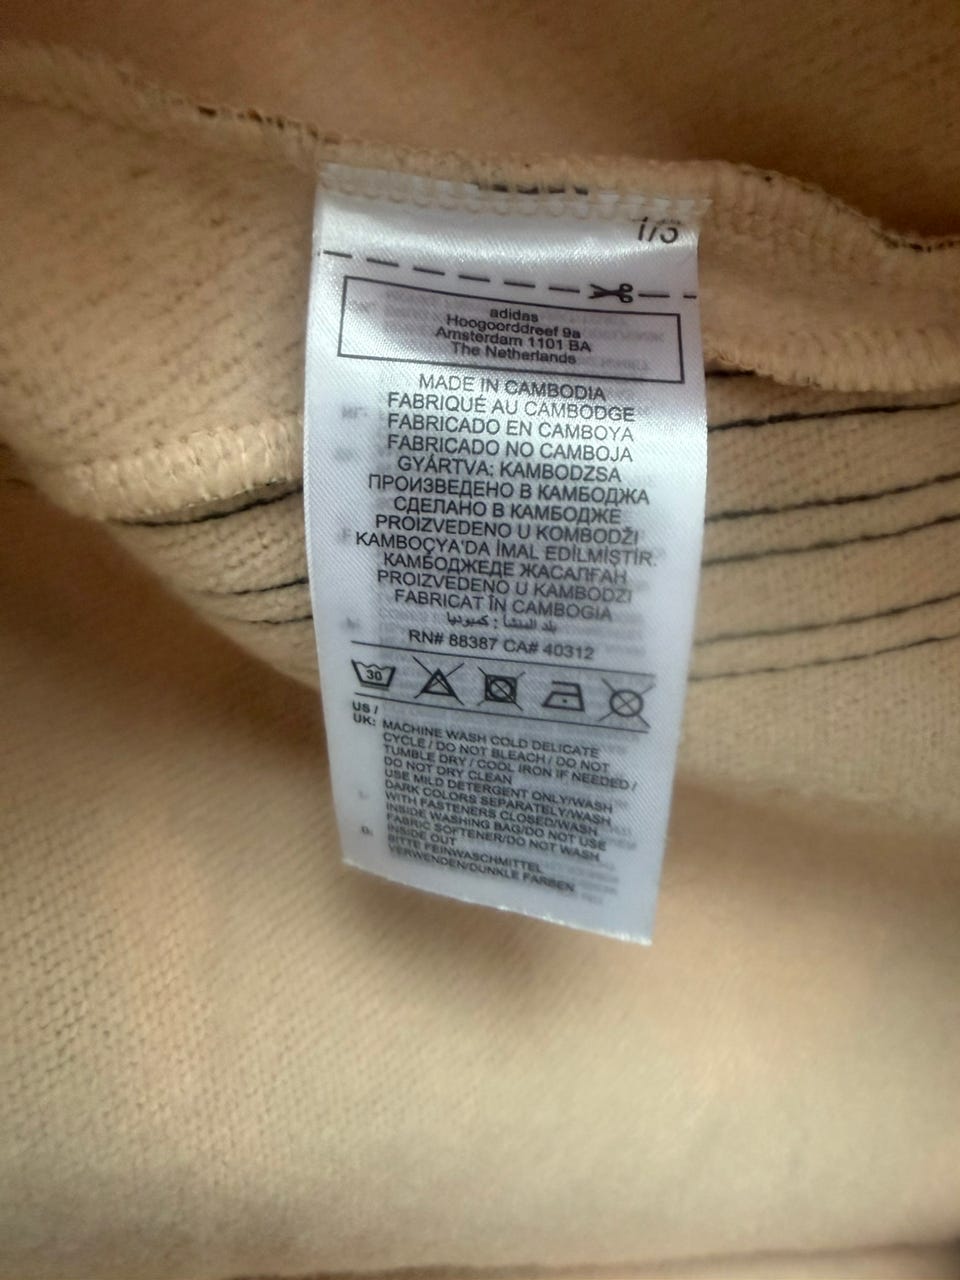 1/3
adidas
Hoogoorddreef 9a
Amsterdam 1101 BA
The Netherlands
MADE IN CAMBODIA
FABRIQUÉ AU CAMBODGE
FABRICADO EN CAMBOYA
FABRICADO NO CAMBOJA
GYÁRTVA: KAMBODZSA
ПРОИЗВЕДЕНО В КАМБОДЖА
СДЕЛАНО В КАМБОДЖЕ
PROIZVEDENO U KOMBODŽI
KAMBOÇYA'DA İMAL EDİLMİŞTİR.
КАМБОДЖЕДЕ ЖАСАЛҒАН
PROIZVEDENO U KAMBODZI
FABRICAT ÎN CAMBOGIA
بلد المنشأ : كمبوديا
RN# 88387 CA# 40312
30
US /
UK: MACHINE WASH COLD DELICATE
CYCLE / DO NOT BLEACH / DO NOT
TUMBLE DRY / COOL IRON IF NEEDED /
DO NOT DRY CLEAN
USE MILD DETERGENT ONLY/WASH
DARK COLORS SEPARATELY/WASH
WITH FASTENERS CLOSED/WASH
INSIDE WASHING BAG/DO NOT USE
FABRIC SOFTENER/DO NOT WASH
INSIDE OUT
BITTE FEINWASCHMITTEL
VERWENDEN/DUNKLE FARBEN